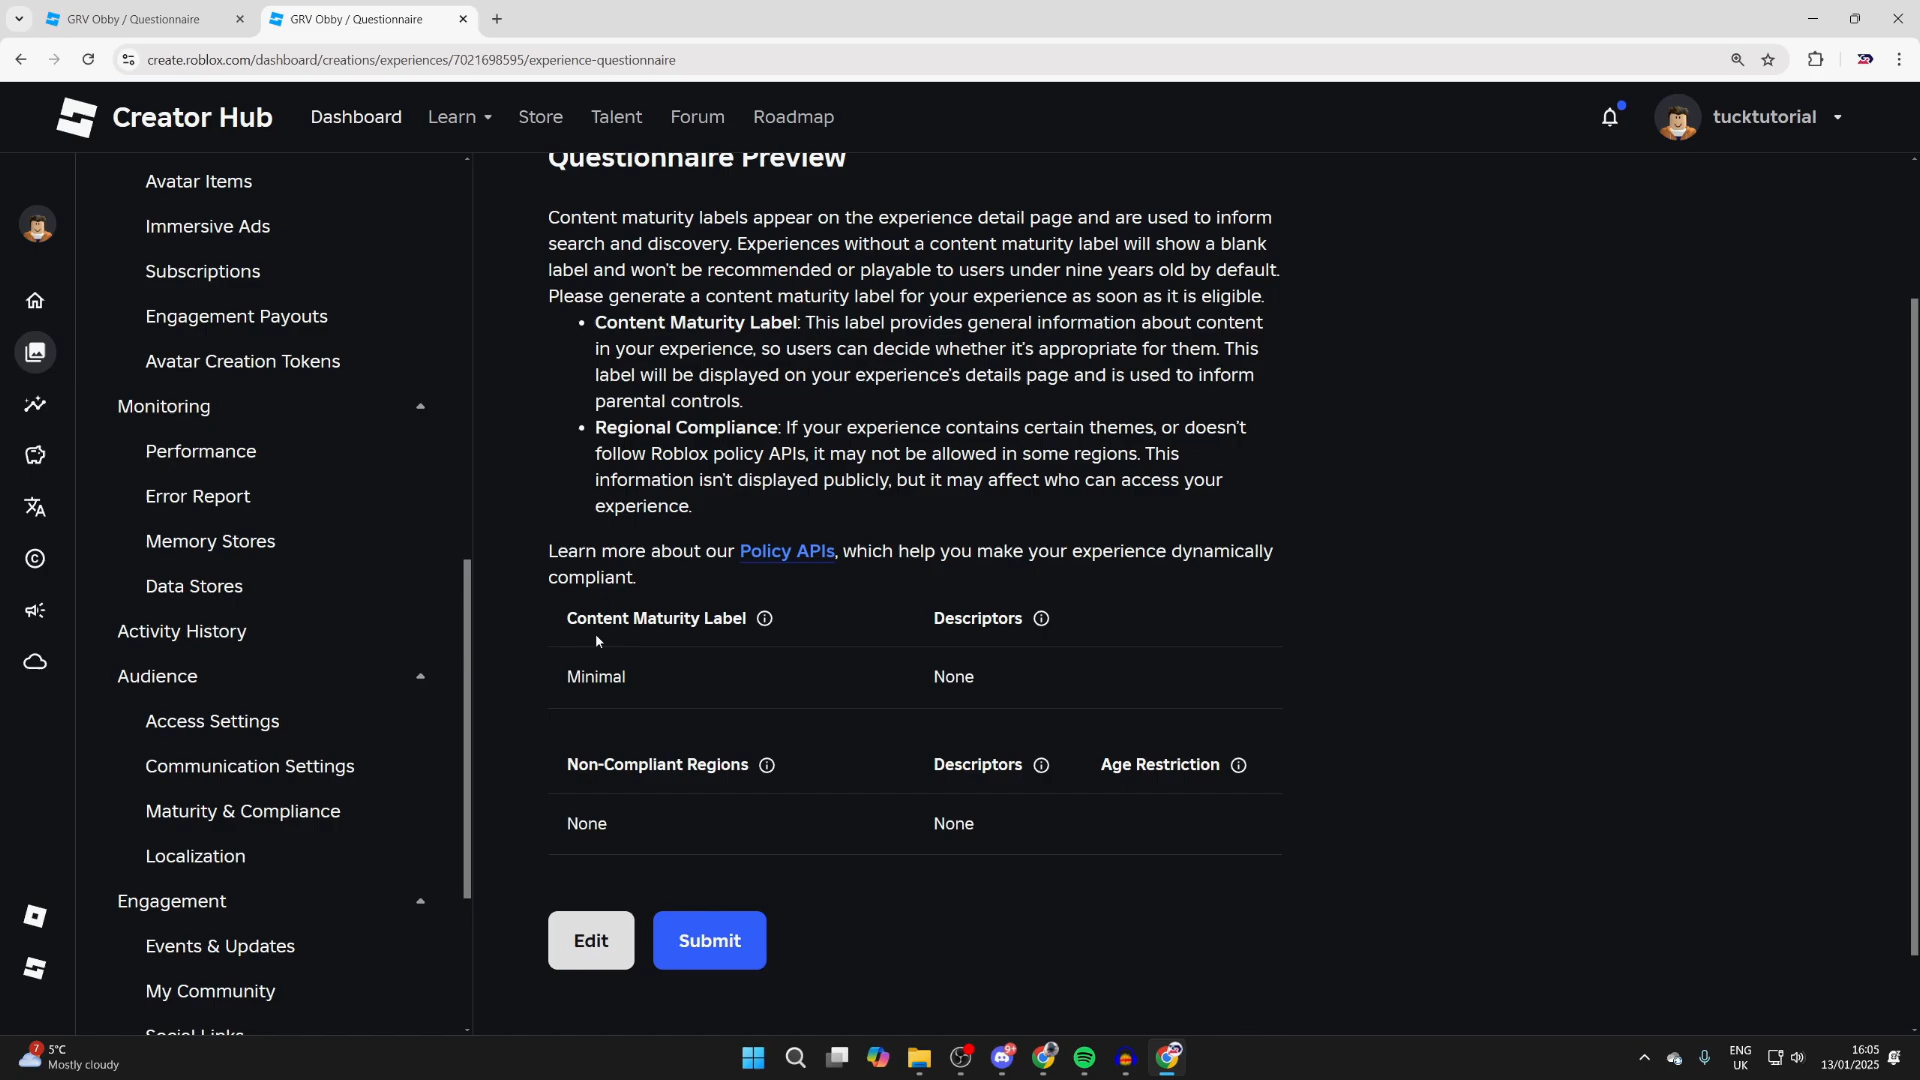 GRV Obby / Questionnaire
GRV Obby / Questionnaire
create.roblox.com/dashboard/creations/experiences/7021698595/experience-questionnaire
Creator Hub
Dashboard
Learn
Store
Talent
Forum
Roadmap
tucktutorial
Avatar Items
Immersive Ads
Subscriptions
Engagement Payouts
Avatar Creation Tokens
Monitoring
Performance
Error Report
Memory Stores
Data Stores
Activity History
Audience
Access Settings
Communication Settings
Maturity & Compliance
Localization
Engagement
Events & Updates
My Community
Social Links
Questionnaire Preview
Content maturity labels appear on the experience detail page and are used to inform
search and discovery. Experiences without a content maturity label will show a blank
label and won't be recommended or playable to users under nine years old by default.
Please generate a content maturity label for your experience as soon as it is eligible.
• Content Maturity Label: This label provides general information about content
in your experience, so users can decide whether it's appropriate for them. This
label will be displayed on your experience's details page and is used to inform
parental controls.
• Regional Compliance: If your experience contains certain themes, or doesn't
follow Roblox policy APIs, it may not be allowed in some regions. This
information isn't displayed publicly, but it may affect who can access your
experience.
Learn more about our Policy APIs, which help you make your experience dynamically
compliant.
Content Maturity Label
Descriptors
Minimal
None
Non-Compliant Regions
Descriptors
Age Restriction
None
None
Edit
Submit
7
5°C
Mostly cloudy
9+
ENG
UK
16:05
13/01/2025